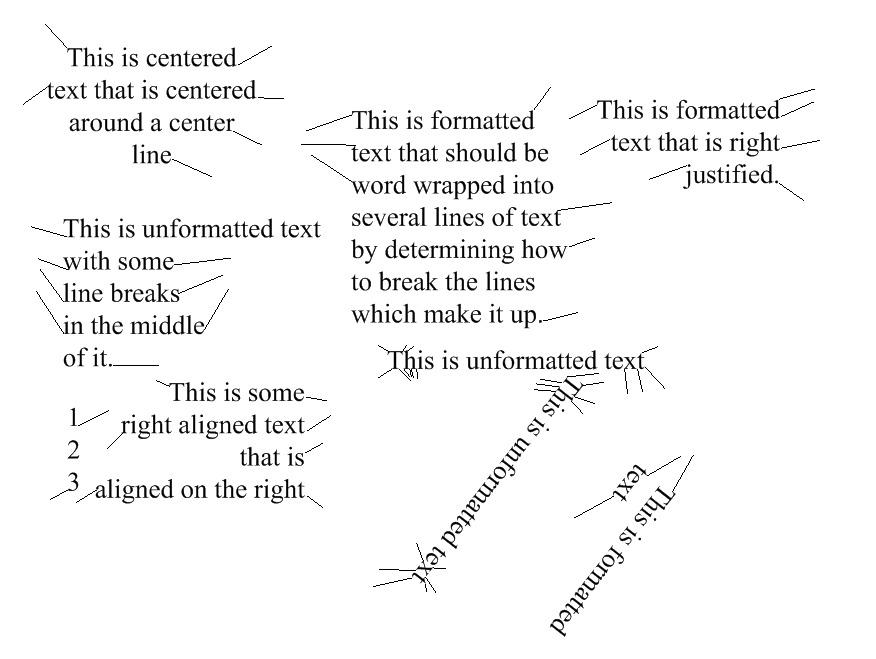 This is centered
text that is centered
around a center
line
This is formatted
text that should be
word wrapped into
several lines of text
by determining how
to break the lines
which make it up.
This is formatted
text that is right
justified.
This is unformatted text
with some
line breaks
in the middle
of it.
This is unformatted text
This is some
right aligned text
that is
aligned on the right
1
2
3
This is unformatted text
This is formatted
text